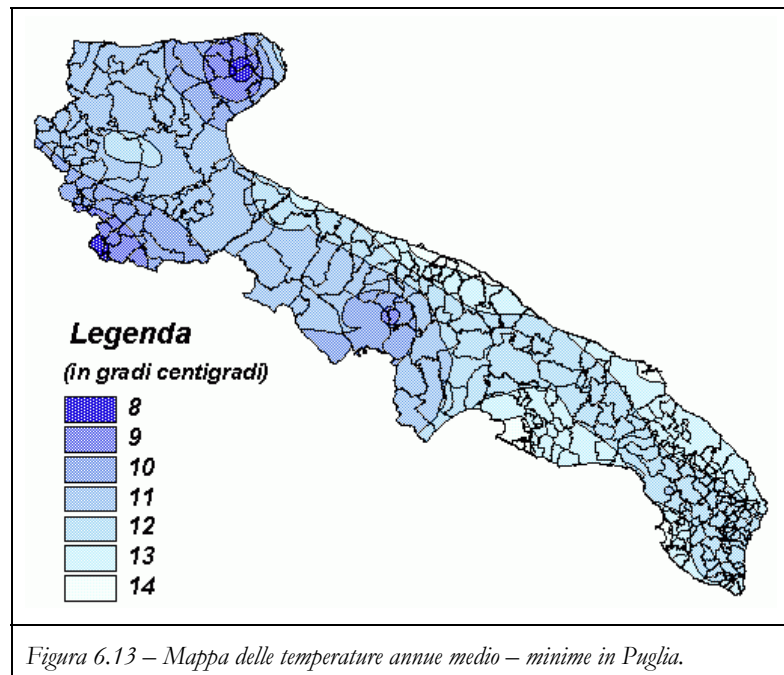 Legenda
(in gradi centigradi)
8
9
10
11
12
13
14
Figura 6.13 – Mappa delle temperature annue medio – minime in Puglia.